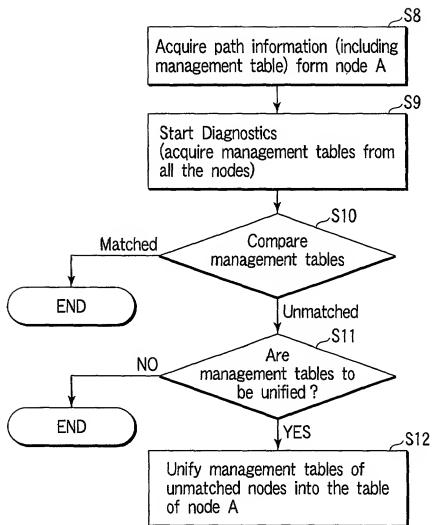 S8
Acquire path information (including
management table) form node A
S9
Start Diagnostics
(acquire management tables from
all the nodes)
S10
Matched
Compare
management tables
END
Unmatched
S11
NO
Are
management tables to
be unified?
END
YES
S12
Unify management tables of
unmatched nodes into the table
of node A